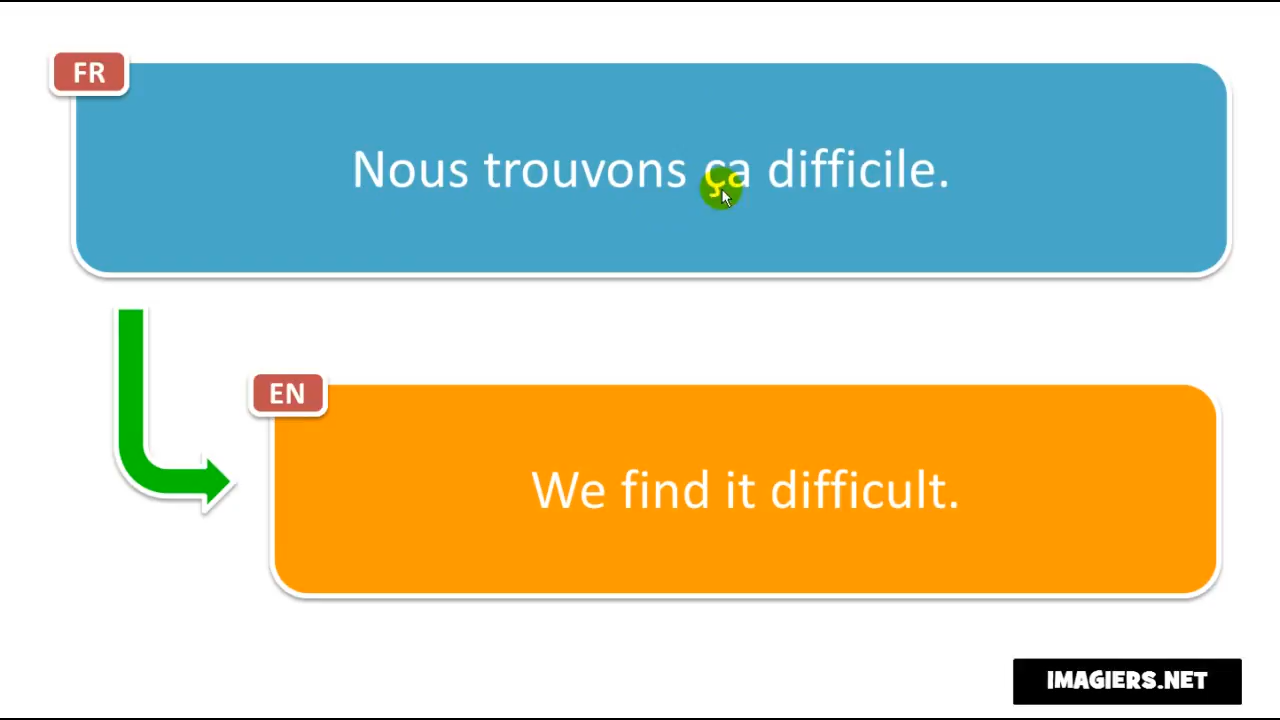 FR
Nous trouvons ça difficile.
EN
We find it difficult.
IMAGIERS.NET